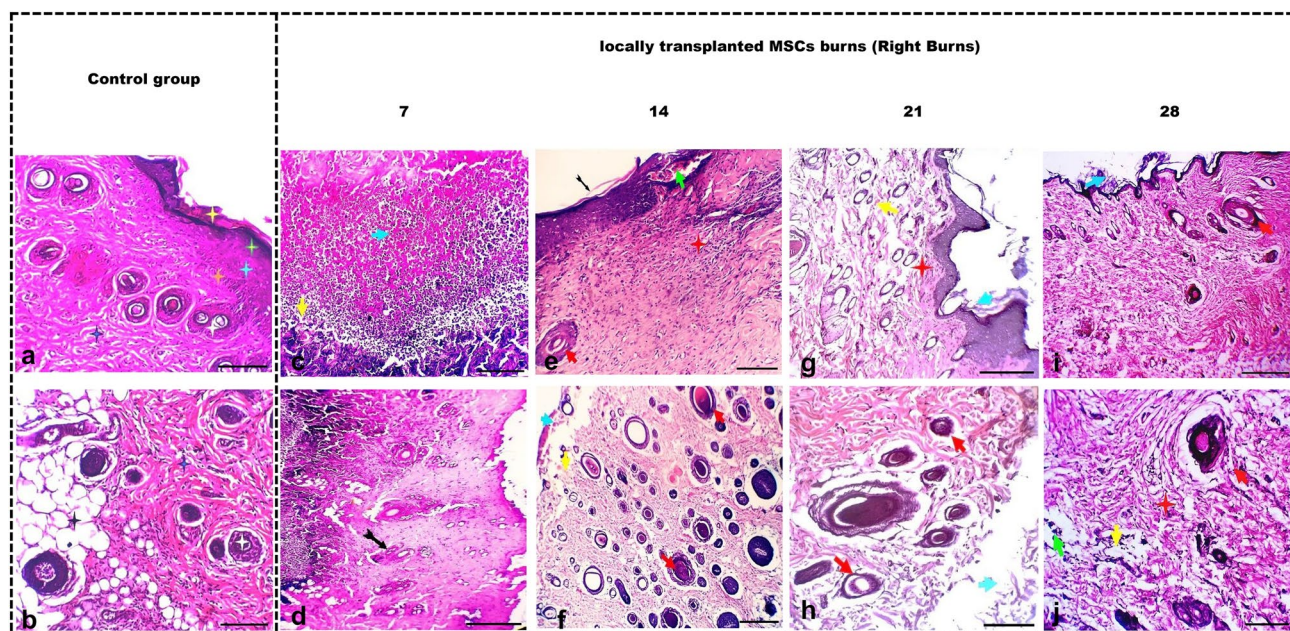 locally transplanted MSCs burns (Right Burns)
Control group
7 14 21 28
a c e g i
b d f h j